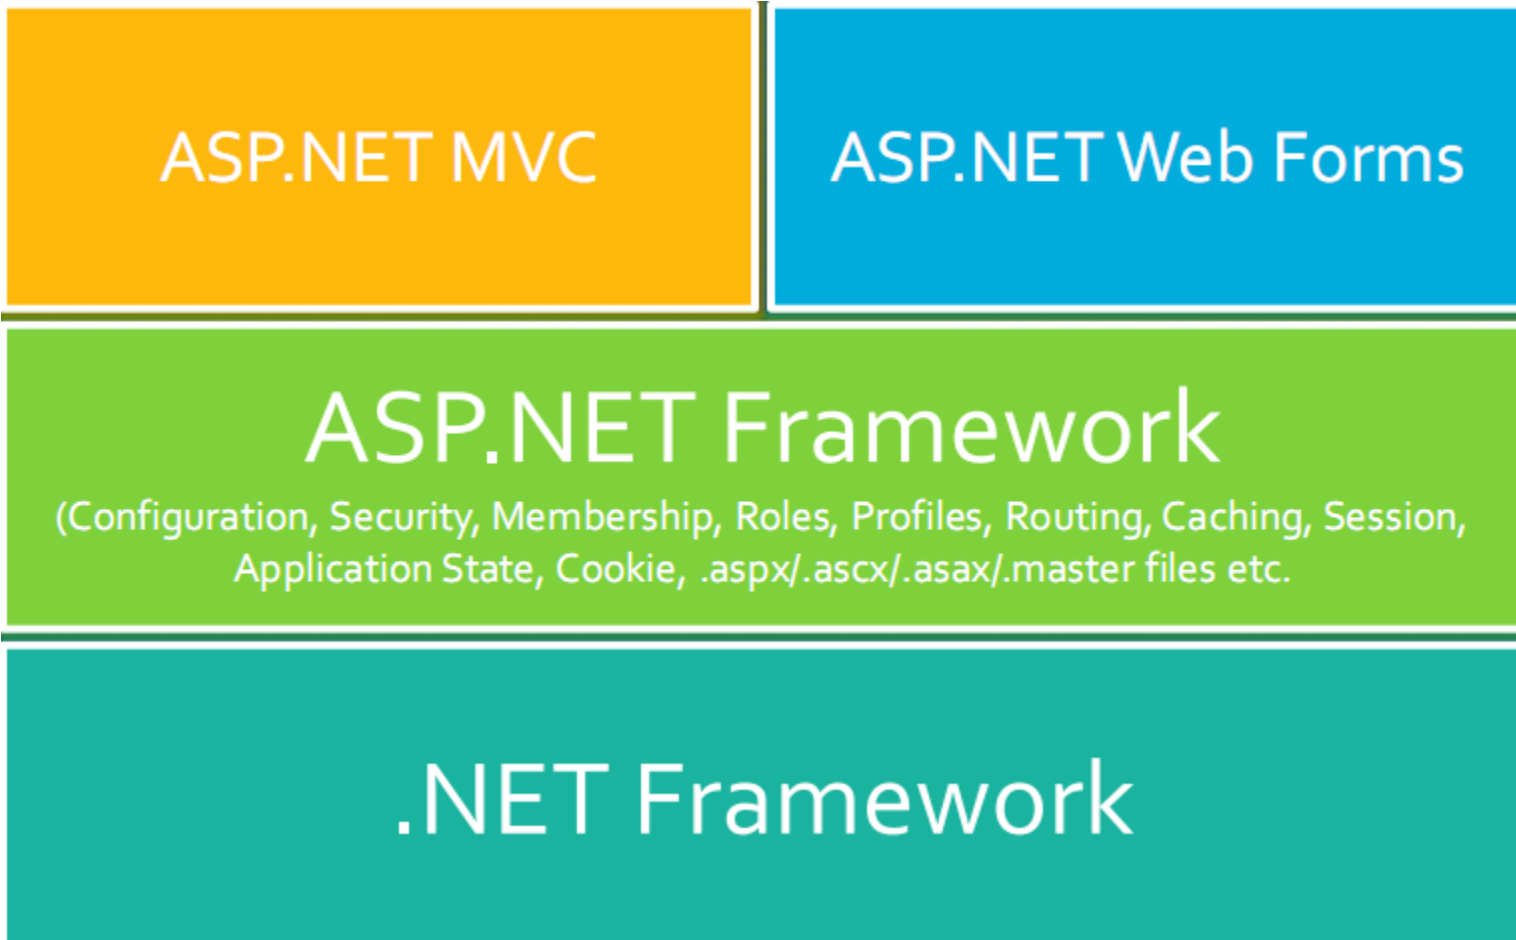 ASP.NET MVC
ASP.NET Web Forms
ASP.NET Framework
(Configuration, Security, Membership, Roles, Profiles, Routing, Caching, Session,
Application State, Cookie, .aspx/.ascx/.asax/.master files etc.
.NET Framework